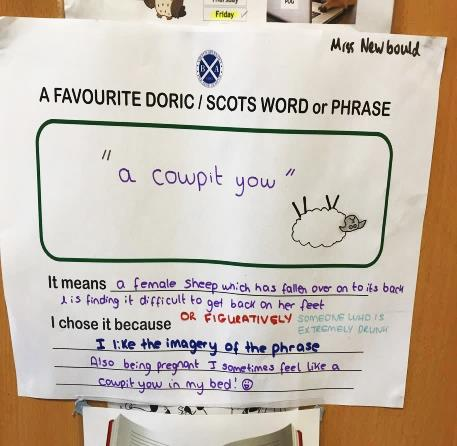 Friday ✓
Miss Newbould
A FAVOURITE DORIC / SCOTS WORD or PHRASE
"a cowpit yow"
It means a female sheep which has fallen over on to its back
& is finding it difficult to get back on her feet
OR FIGURATIVELY SOMEONE WHO IS
EXTREMELY DRUNK
I chose it because
I like the imagery of the phrase
Also being pregnant I sometimes feel like a
cowpit yow in my bed! ☺